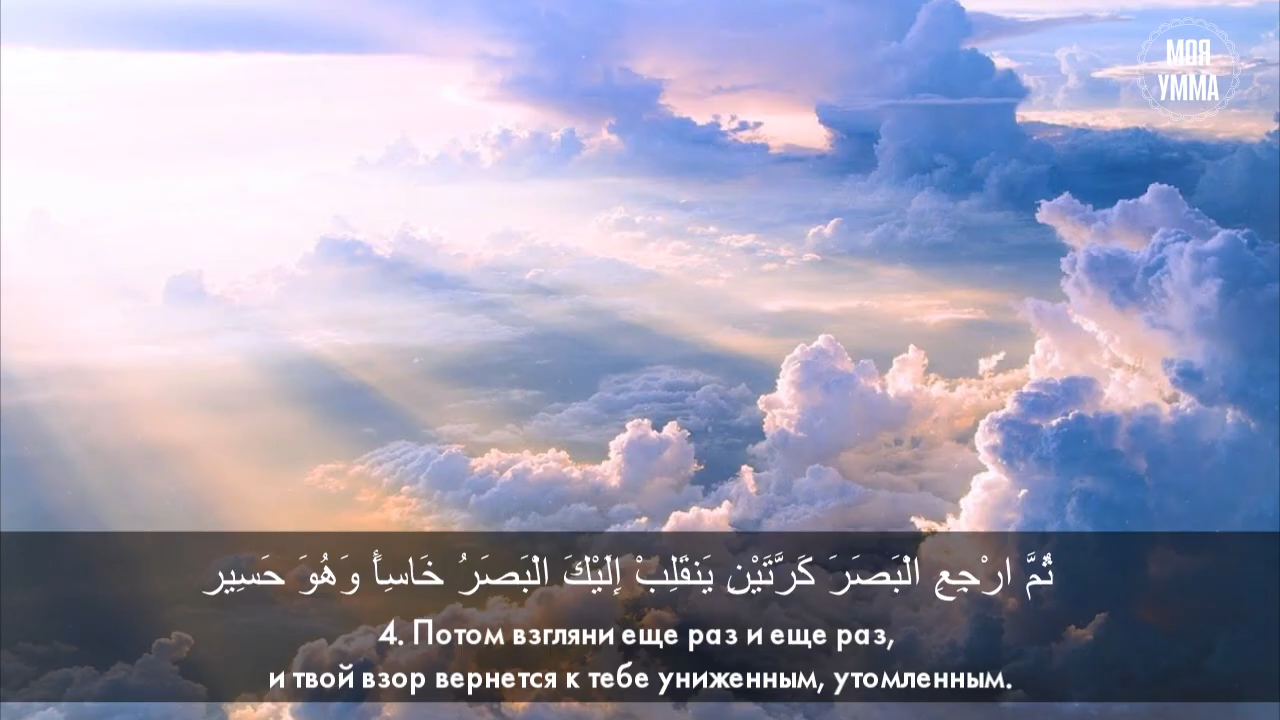 МОЯ
УММА
ثُمَّ ارْجِعِ الْبَصَرَ كَرَّتَيْنِ يَنقَلِبْ إِلَيْكَ الْبَصَرُ خَاسِأً وَهُوَ حَسِير
4. Потом взгляни еще раз и еще раз,
и твой взор вернется к тебе униженным, утомленным.